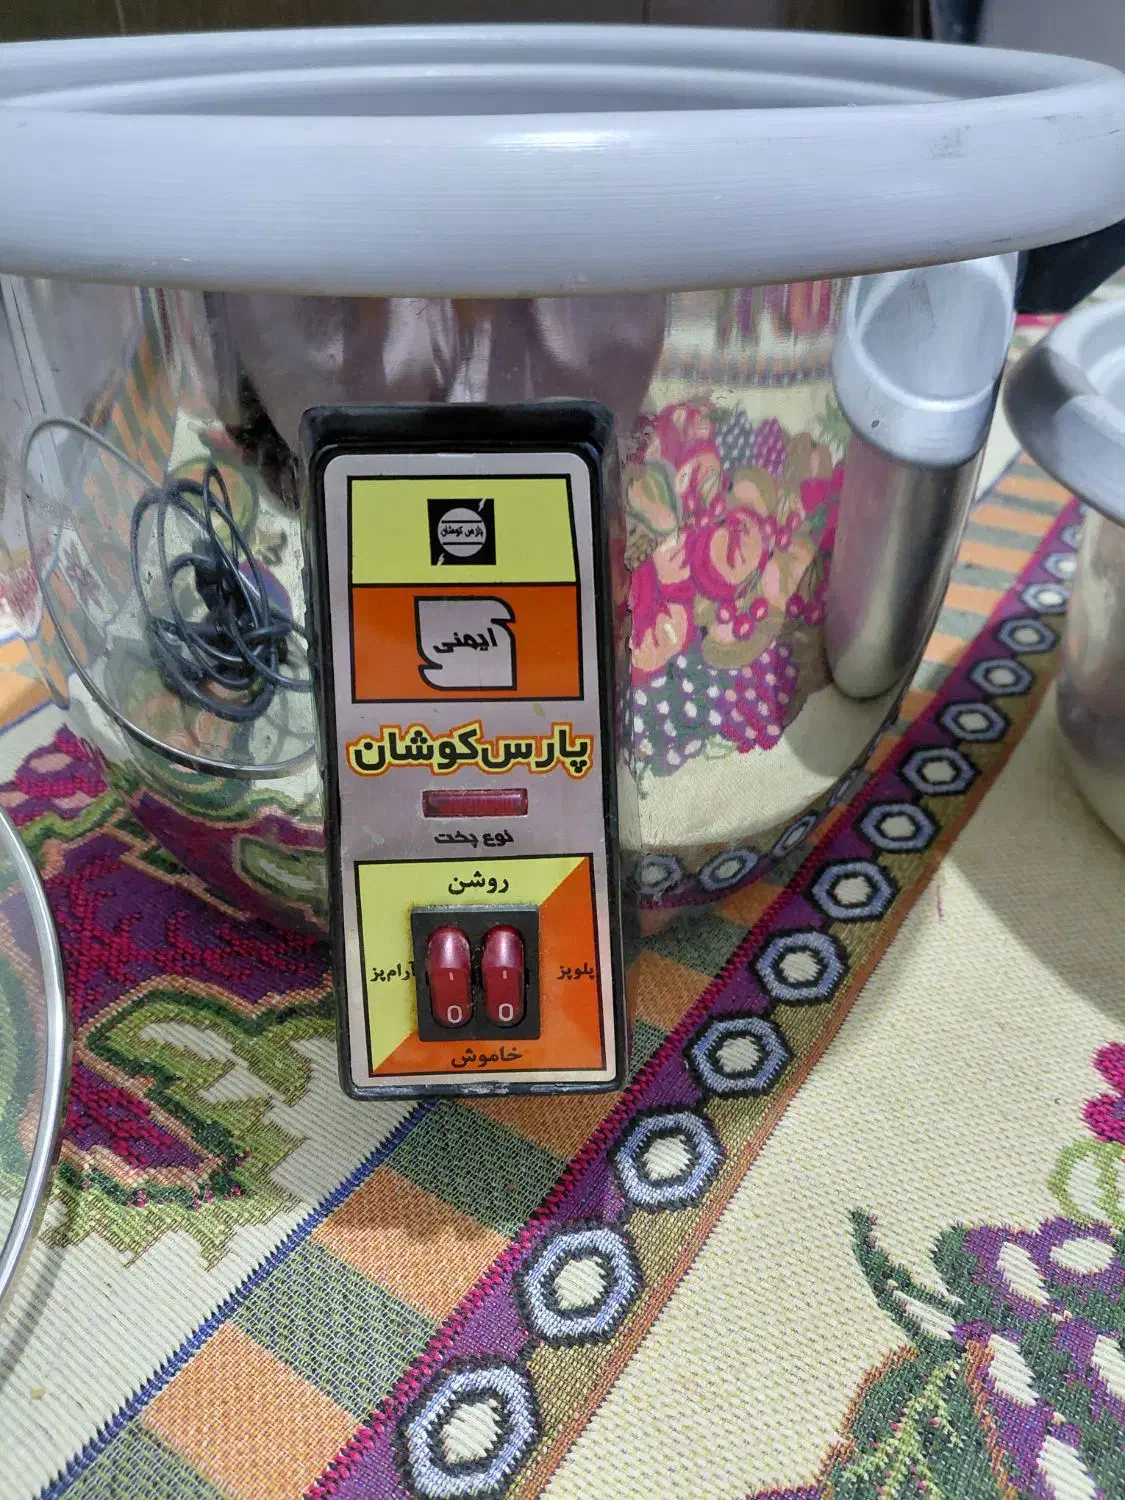 پارس کوشان
ایمنی
پارس‌کوشان
نوع پخت
روشن
آرام‌پز
پلوپز
I I
O O
خاموش